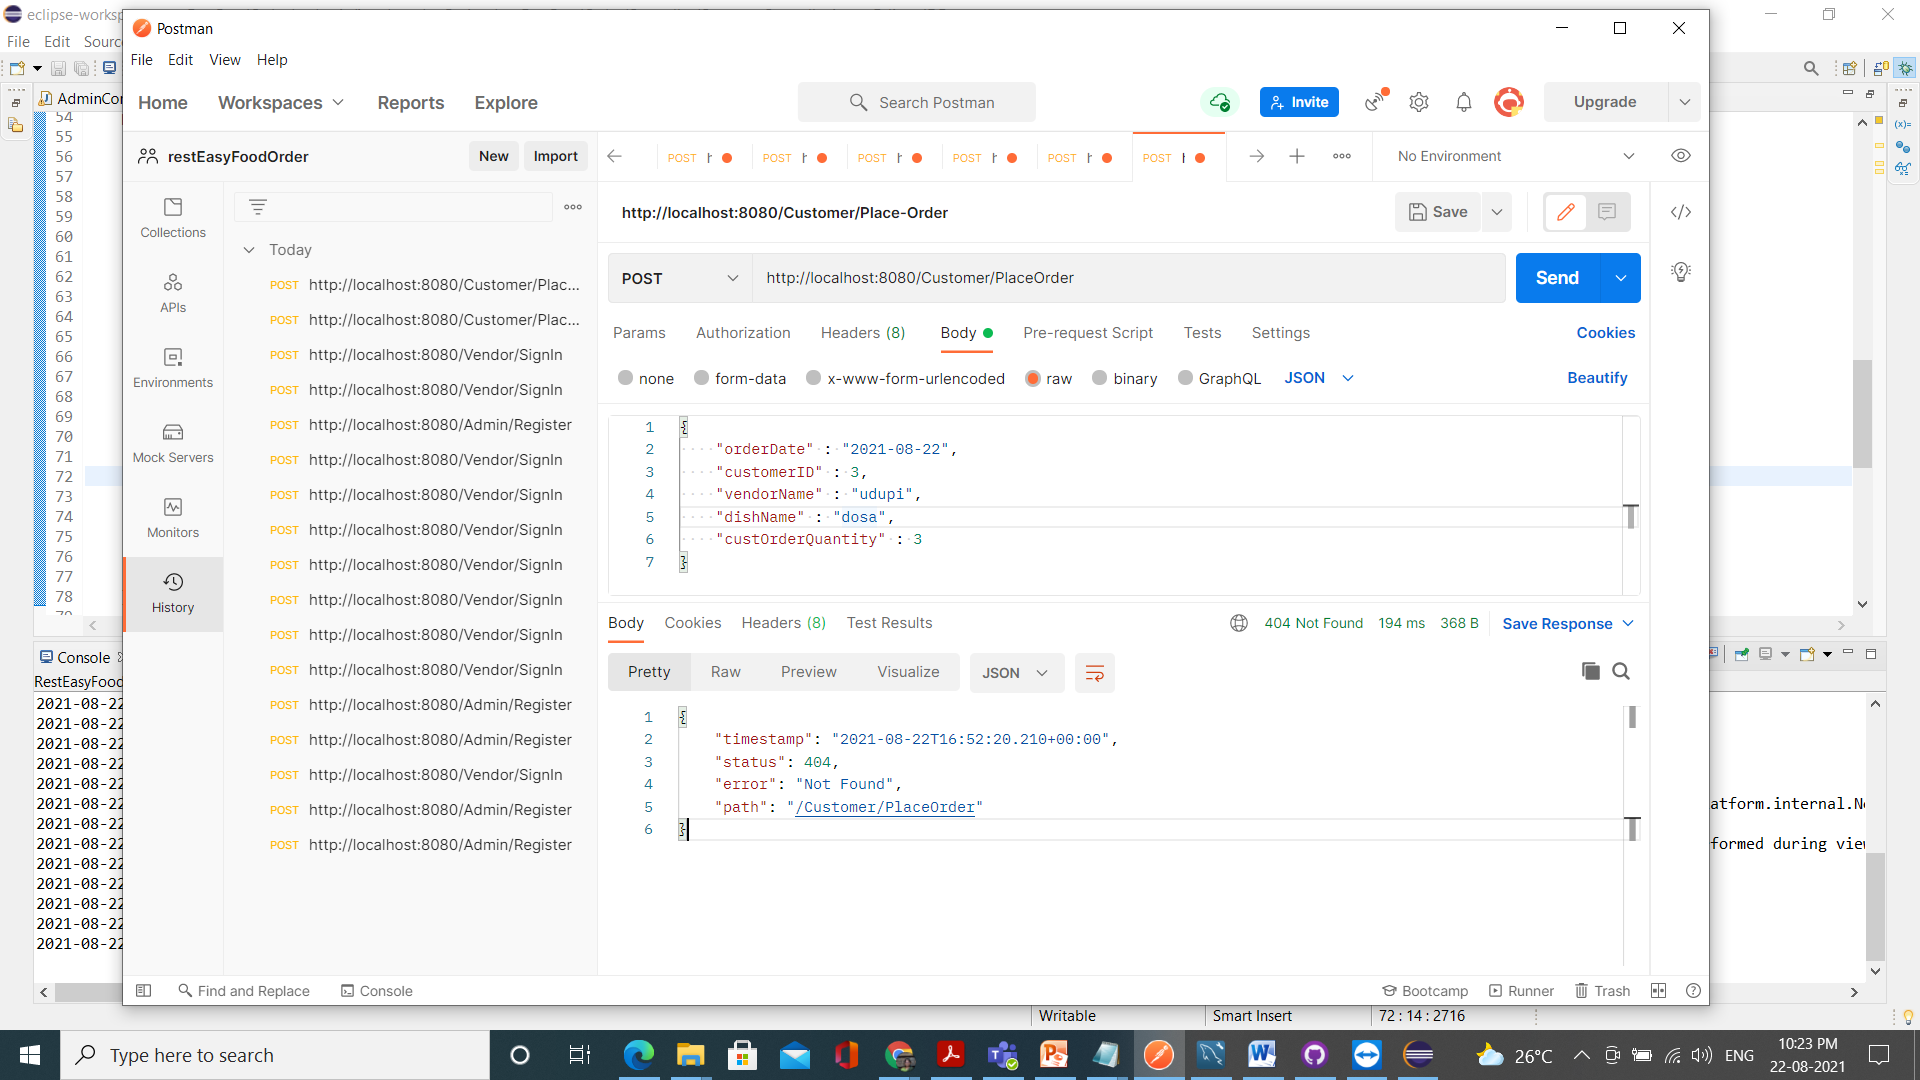 eclipse-worksp
Postman
File Edit Source
File Edit View Help
Home Workspaces Reports Explore
Search Postman
Invite
Upgrade
AdminCon
restEasyFoodOrder
New Import
POST POST POST POST POST POST
No Environment
Collections
APIs
Environments
Mock Servers
Monitors
History
Today
POST http://localhost:8080/Customer/Plac...
POST http://localhost:8080/Customer/Plac...
POST http://localhost:8080/Vendor/SignIn
POST http://localhost:8080/Vendor/SignIn
POST http://localhost:8080/Admin/Register
POST http://localhost:8080/Vendor/SignIn
POST http://localhost:8080/Vendor/SignIn
POST http://localhost:8080/Vendor/SignIn
POST http://localhost:8080/Vendor/SignIn
POST http://localhost:8080/Vendor/SignIn
POST http://localhost:8080/Vendor/SignIn
POST http://localhost:8080/Vendor/SignIn
POST http://localhost:8080/Admin/Register
POST http://localhost:8080/Admin/Register
POST http://localhost:8080/Vendor/SignIn
POST http://localhost:8080/Admin/Register
POST http://localhost:8080/Admin/Register
http://localhost:8080/Customer/Place-Order
Save
POST http://localhost:8080/Customer/PlaceOrder
Send
Params Authorization Headers (8) Body Pre-request Script Tests Settings Cookies
none form-data x-www-form-urlencoded raw binary GraphQL JSON Beautify
1 {
2 "orderDate" : "2021-08-22",
3 "customerID" : 3,
4 "vendorName" : "udupi",
5 "dishName" : "dosa",
6 "custOrderQuantity" : 3
7 }
Body Cookies Headers (8) Test Results
404 Not Found 194 ms 368 B Save Response
Pretty Raw Preview Visualize JSON
1 {
2 "timestamp": "2021-08-22T16:52:20.210+00:00",
3 "status": 404,
4 "error": "Not Found",
5 "path": "/Customer/PlaceOrder"
6 }
54
55
56
57
58
59
60
61
62
63
64
65
66
67
68
69
70
71
72
73
74
75
76
77
78
Console
RestEasyFood
2021-08-22
2021-08-22
2021-08-22
2021-08-22
2021-08-22
2021-08-22
2021-08-22
2021-08-22
2021-08-22
2021-08-22
2021-08-22
2021-08-22
2021-08-22
atform.internal.No
formed during view
Find and Replace Console
Bootcamp Runner Trash
Writable Smart Insert 72 : 14 : 2716
Type here to search
26°C
ENG
10:23 PM
22-08-2021